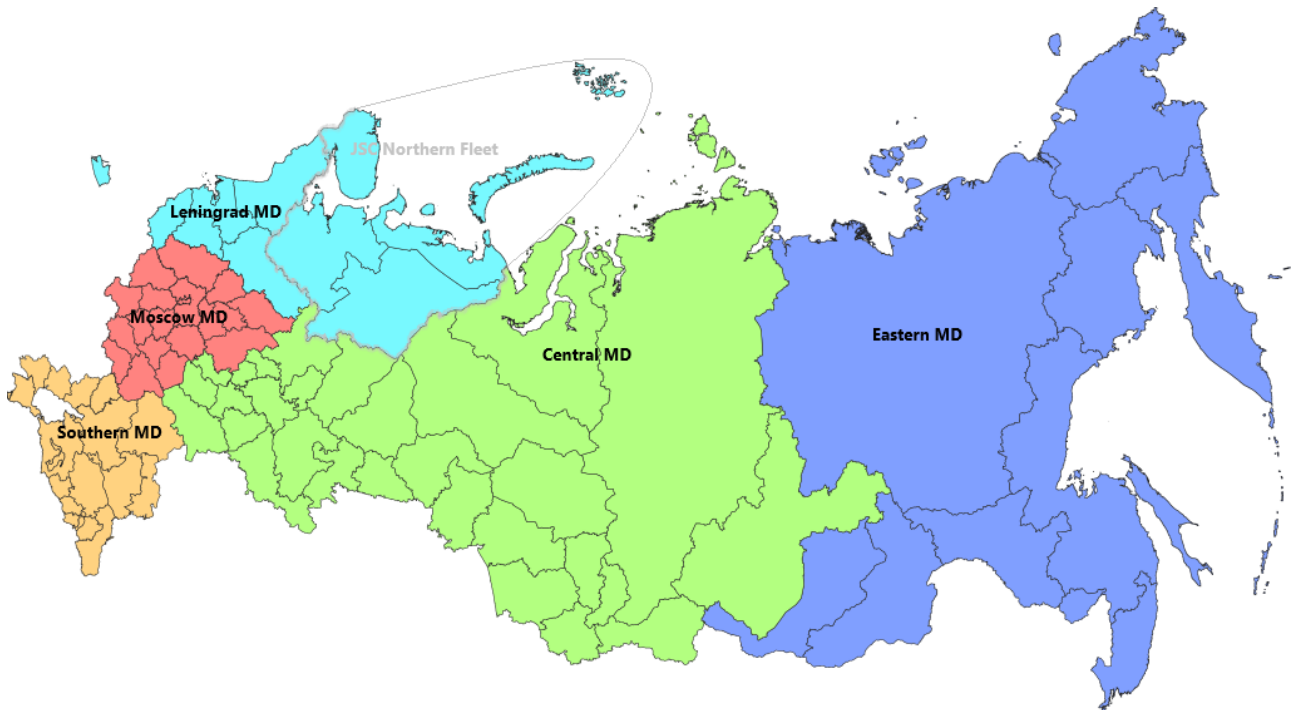 JSC Northern Fleet
Leningrad MD
Moscow MD
Eastern MD
Central MD
Southern MD